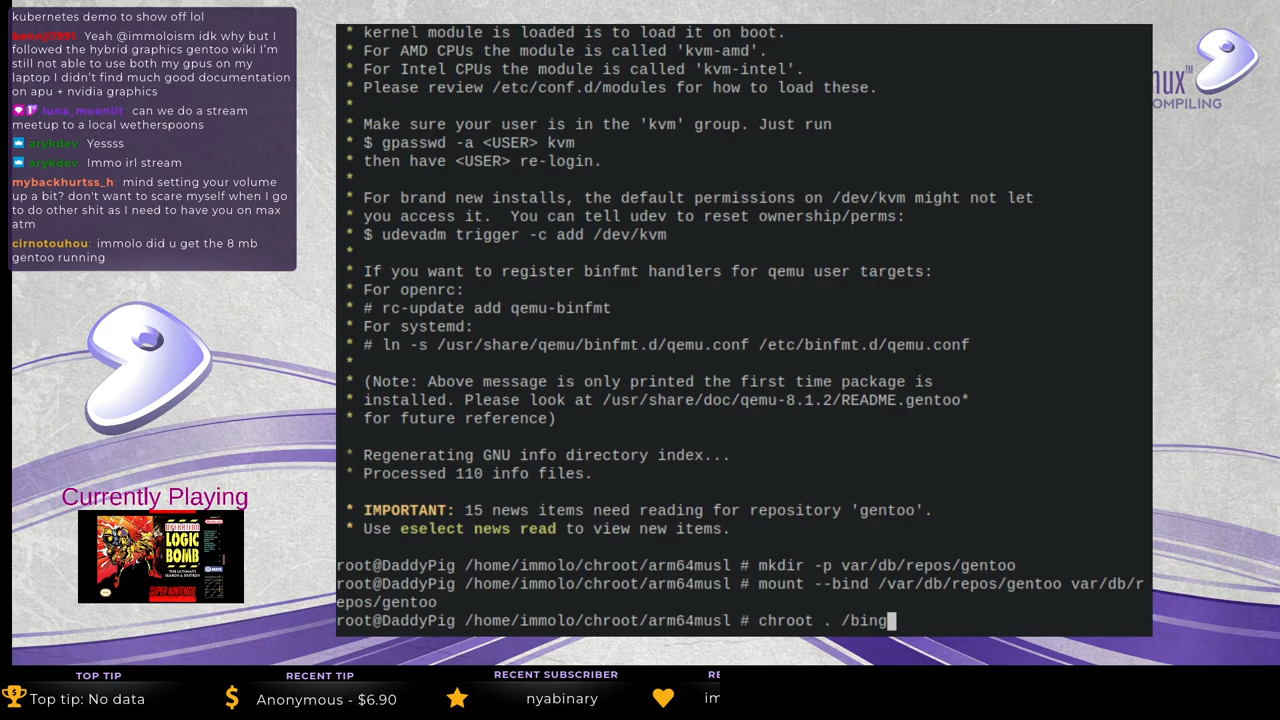 kubernetes demo to show off lol
Yeah @immoloism idk why but I
followed the hybrid graphics gentoo wiki I'm
still not able to use both my gpus on my
laptop I didn't find much good documentation
on apu + nvidia graphics
luna_moonlit can we do a stream
meetup to a local wetherspoons
arykdev: Yessss
arykdev: Immo irl stream
mybackhurtss_h: mind setting your volume
up a bit? don't want to scare myself when I go
to do other shit as I need to have you on max
atm
cirnotouhou: immolo did u get the 8 mb
gentoo running
Currently Playing
OPERATION
LOGIC
BOMB
THE ULTIMATE
SEARCH & DESTROY
SUPER NINTENDO
* kernel module is loaded is to load it on boot.
* For AMD CPUs the module is called 'kvm-amd'.
* For Intel CPUs the module is called 'kvm-intel'.
* Please review /etc/conf.d/modules for how to load these.
*
* Make sure your user is in the 'kvm' group. Just run
* $ gpasswd -a <USER> kvm
* then have <USER> re-login.
*
* For brand new installs, the default permissions on /dev/kvm might not let
* you access it.  You can tell udev to reset ownership/perms:
* $ udevadm trigger -c add /dev/kvm
*
* If you want to register binfmt handlers for qemu user targets:
* For openrc:
* # rc-update add qemu-binfmt
* For systemd:
* # ln -s /usr/share/qemu/binfmt.d/qemu.conf /etc/binfmt.d/qemu.conf
*
* (Note: Above message is only printed the first time package is
* installed. Please look at /usr/share/doc/qemu-8.1.2/README.gentoo*
* for future reference)
* Regenerating GNU info directory index...
* Processed 110 info files.
* IMPORTANT: 15 news items need reading for repository 'gentoo'.
* Use eselect news read to view new items.
root@DaddyPig /home/immolo/chroot/arm64musl # mkdir -p var/db/repos/gentoo
root@DaddyPig /home/immolo/chroot/arm64musl # mount --bind /var/db/repos/gentoo var/db/r
epos/gentoo
root@DaddyPig /home/immolo/chroot/arm64musl # chroot . /bing
nux™
COMPILING
TOP TIP
Top tip: No data
RECENT TIP
Anonymous - $6.90
RECENT SUBSCRIBER
nyabinary
RE
im